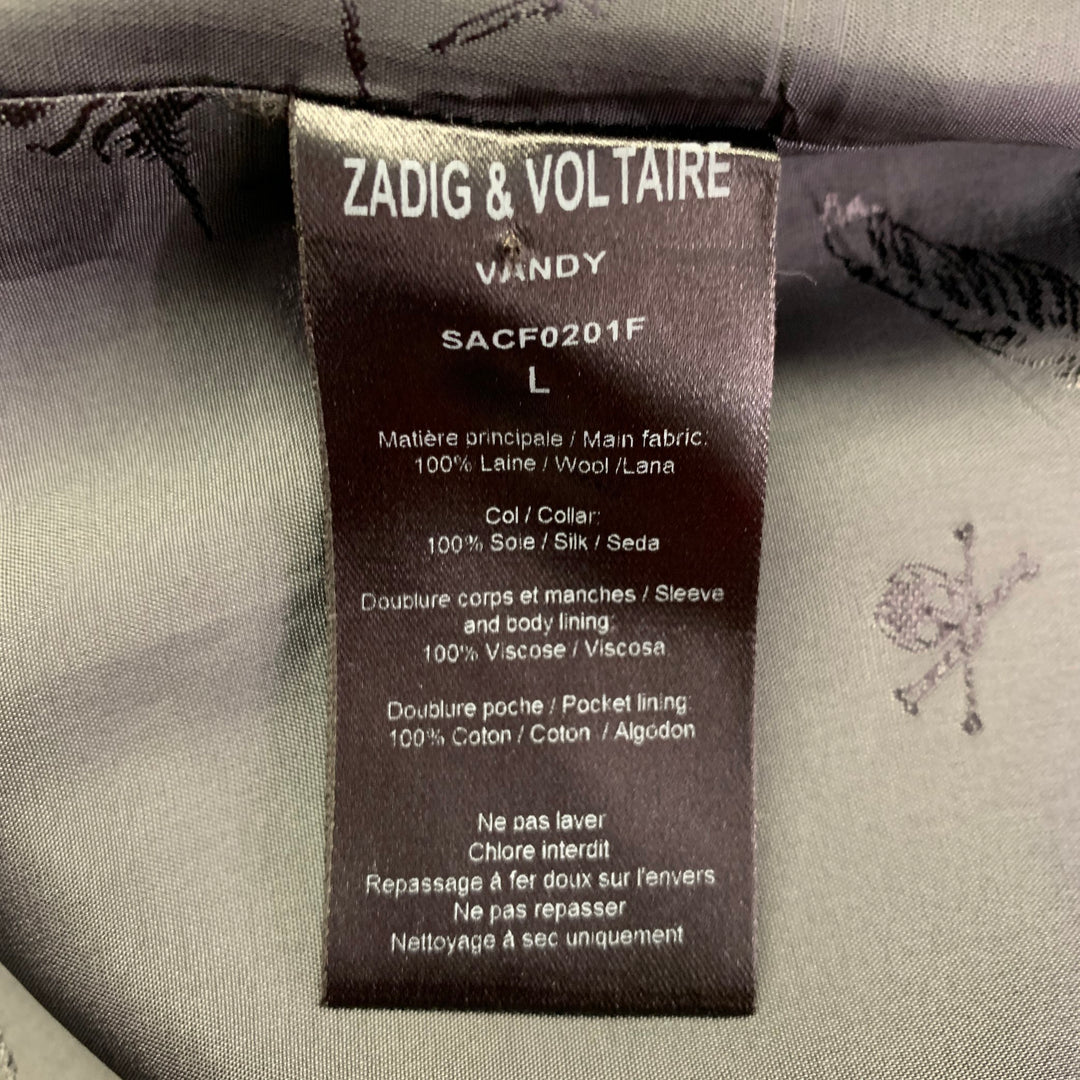 ZADIG & VOLTAIRE
VANDY
SACF0201F
L
Matière principale / Main fabric:
100% Laine / Wool /Lana
Col / Collar:
100% Soie / Silk / Seda
Doublure corps et manches / Sleeve
and body lining:
100% Viscose / Viscosa
Doublure poche / Pocket lining:
100% Coton / Coton / Algodon
Ne pas laver
Chlore interdit
Repassage à fer doux sur l'envers
Ne pas repasser
Nettoyage à sec uniquement